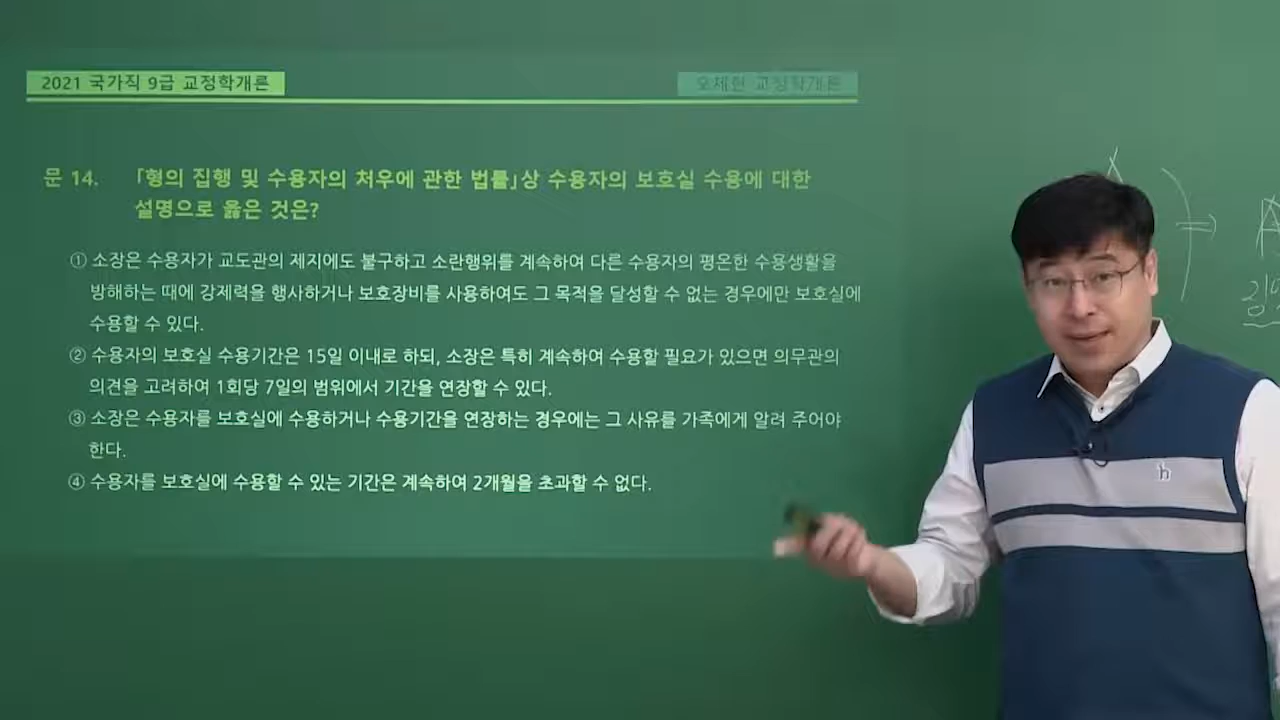 2021 국가직 9급 교정학개론
오제현 교정학개론
문 14. 「형의 집행 및 수용자의 처우에 관한 법률」상 수용자의 보호실 수용에 대한
설명으로 옳은 것은?
① 소장은 수용자가 교도관의 제지에도 불구하고 소란행위를 계속하여 다른 수용자의 평온한 수용생활을
방해하는 때에 강제력을 행사하거나 보호장비를 사용하여도 그 목적을 달성할 수 없는 경우에만 보호실에
수용할 수 있다.
② 수용자의 보호실 수용기간은 15일 이내로 하되, 소장은 특히 계속하여 수용할 필요가 있으면 의무관의
의견을 고려하여 1회당 7일의 범위에서 기간을 연장할 수 있다.
③ 소장은 수용자를 보호실에 수용하거나 수용기간을 연장하는 경우에는 그 사유를 가족에게 알려 주어야
한다.
④ 수용자를 보호실에 수용할 수 있는 기간은 계속하여 2개월을 초과할 수 없다.
h